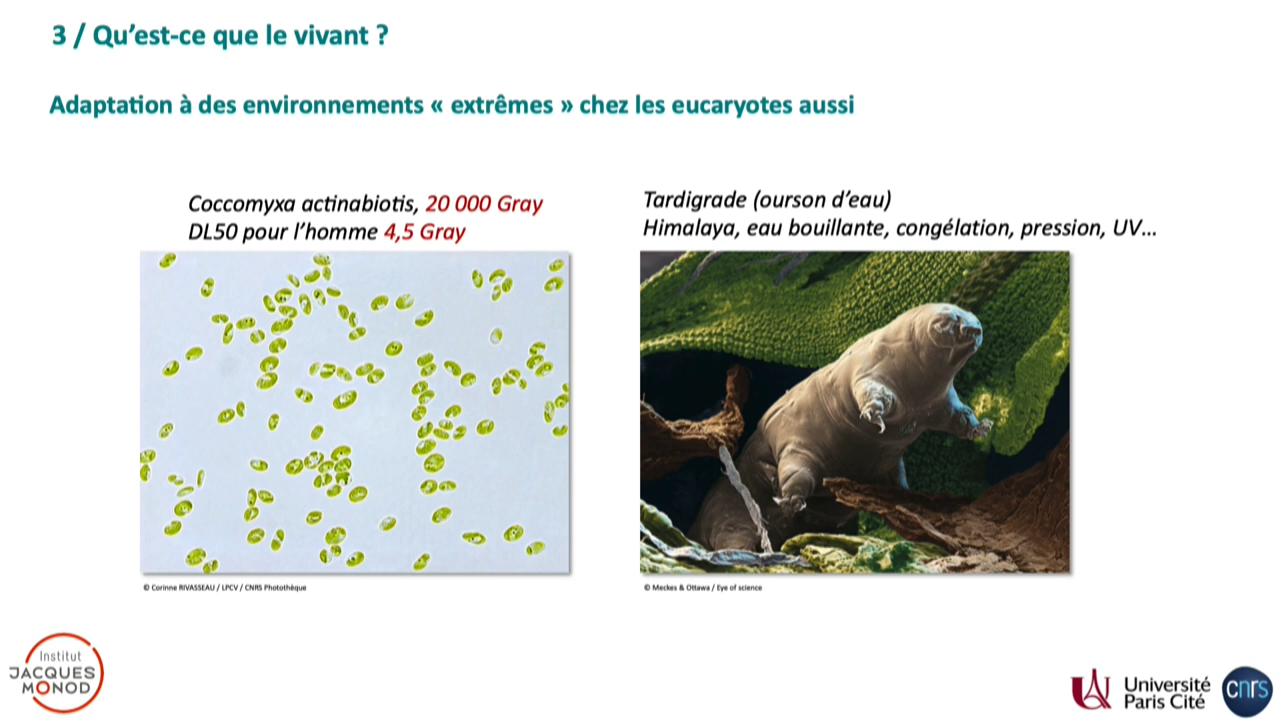 3 / Qu’est-ce que le vivant ?
Adaptation à des environnements « extrêmes » chez les eucaryotes aussi
Coccomyxa actinabiotis, 20 000 Gray
DL50 pour l’homme 4,5 Gray
Tardigrade (ourson d’eau)
Himalaya, eau bouillante, congélation, pression, UV...
© Corinne RIVASSEAU / LPCV / CNRS Photothèque
© Meckes & Ottawa / Eye of science
Institut
JACQUES
MONOD
Université
Paris Cité
cnrs